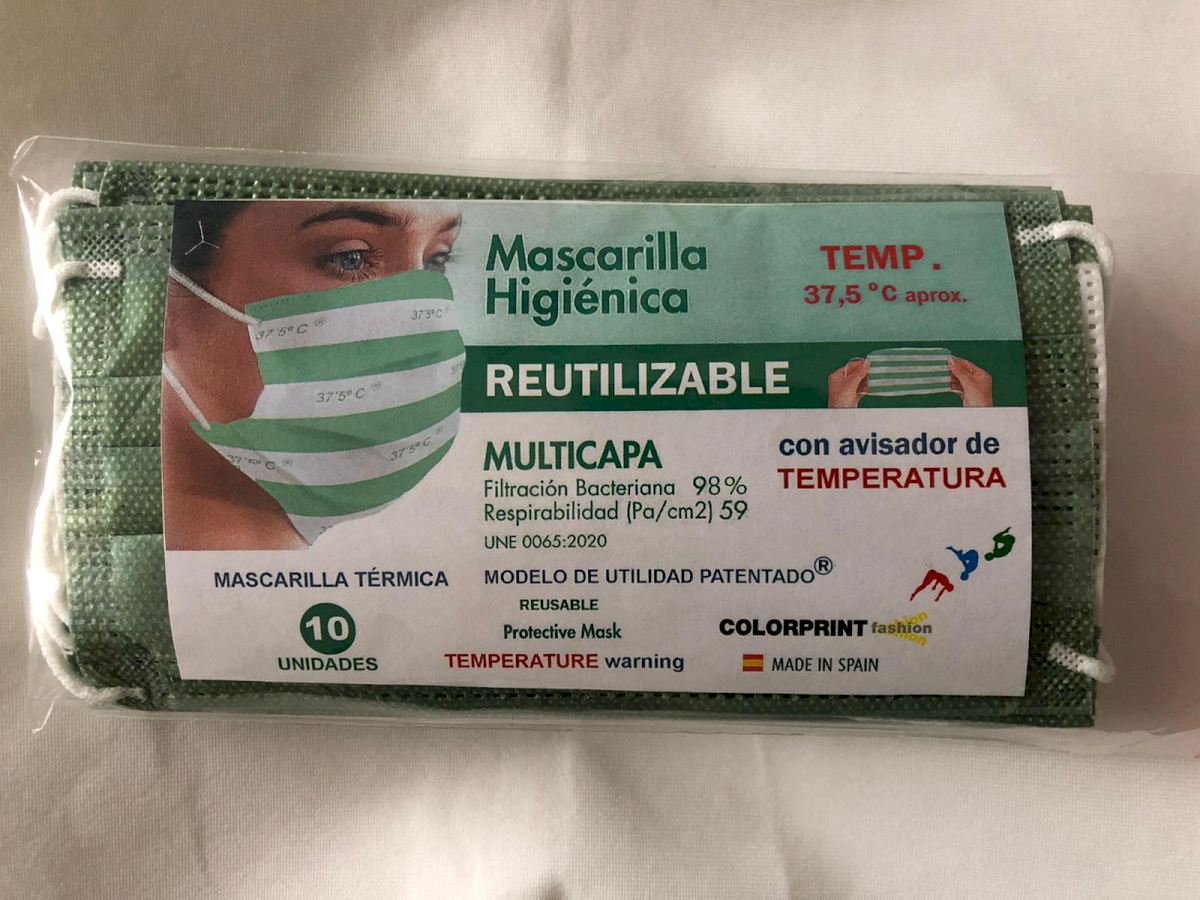 Mascarilla
Higiénica
TEMP.
37,5 °C aprox.
37'5º C ®
37'5º C
37'5º C ®
37'5º C ®
37'5º C ®
REUTILIZABLE
MULTICAPA
Filtración Bacteriana 98%
Respirabilidad (Pa/cm2) 59
UNE 0065:2020
con avisador de
TEMPERATURA
MASCARILLA TÉRMICA
MODELO DE UTILIDAD PATENTADO®
10
UNIDADES
REUSABLE
Protective Mask
TEMPERATURE warning
COLORPRINT fashion
MADE IN SPAIN